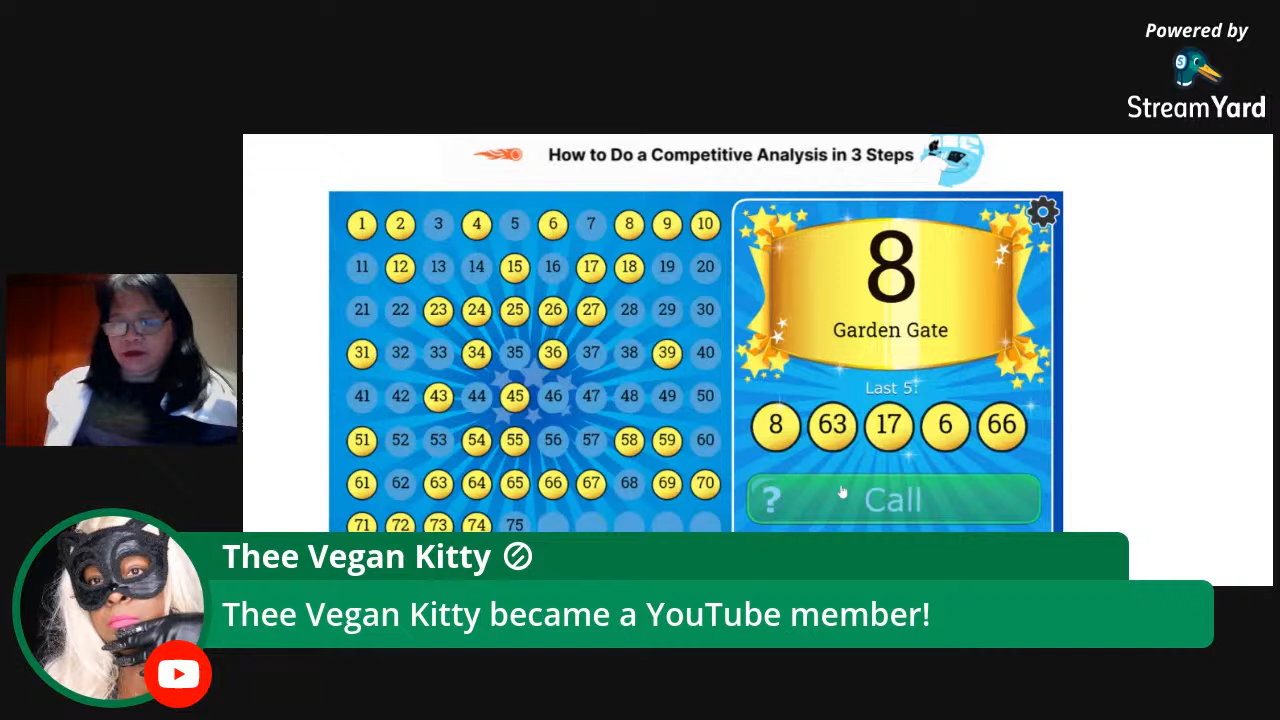 Powered by
StreamYard
How to Do a Competitive Analysis in 3 Steps
1 2 3 4 5 6 7 8 9 10
11 12 13 14 15 16 17 18 19 20
21 22 23 24 25 26 27 28 29 30
31 32 33 34 35 36 37 38 39 40
41 42 43 44 45 46 47 48 49 50
51 52 53 54 55 56 57 58 59 60
61 62 63 64 65 66 67 68 69 70
71 72 73 74 75
8
Garden Gate
Last 5:
8 63 17 6 66
? Call
Thee Vegan Kitty
Thee Vegan Kitty became a YouTube member!